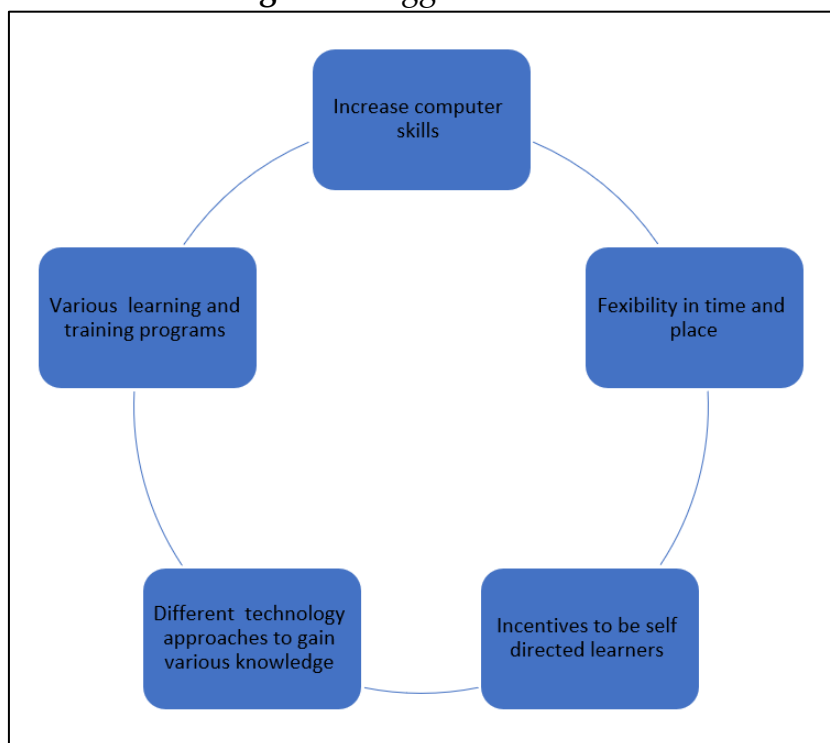 Increase computer
skills
Fexibility in time and
place
Incentives to be self
directed learners
Different technology
approaches to gain
various knowledge
Various learning and
training programs